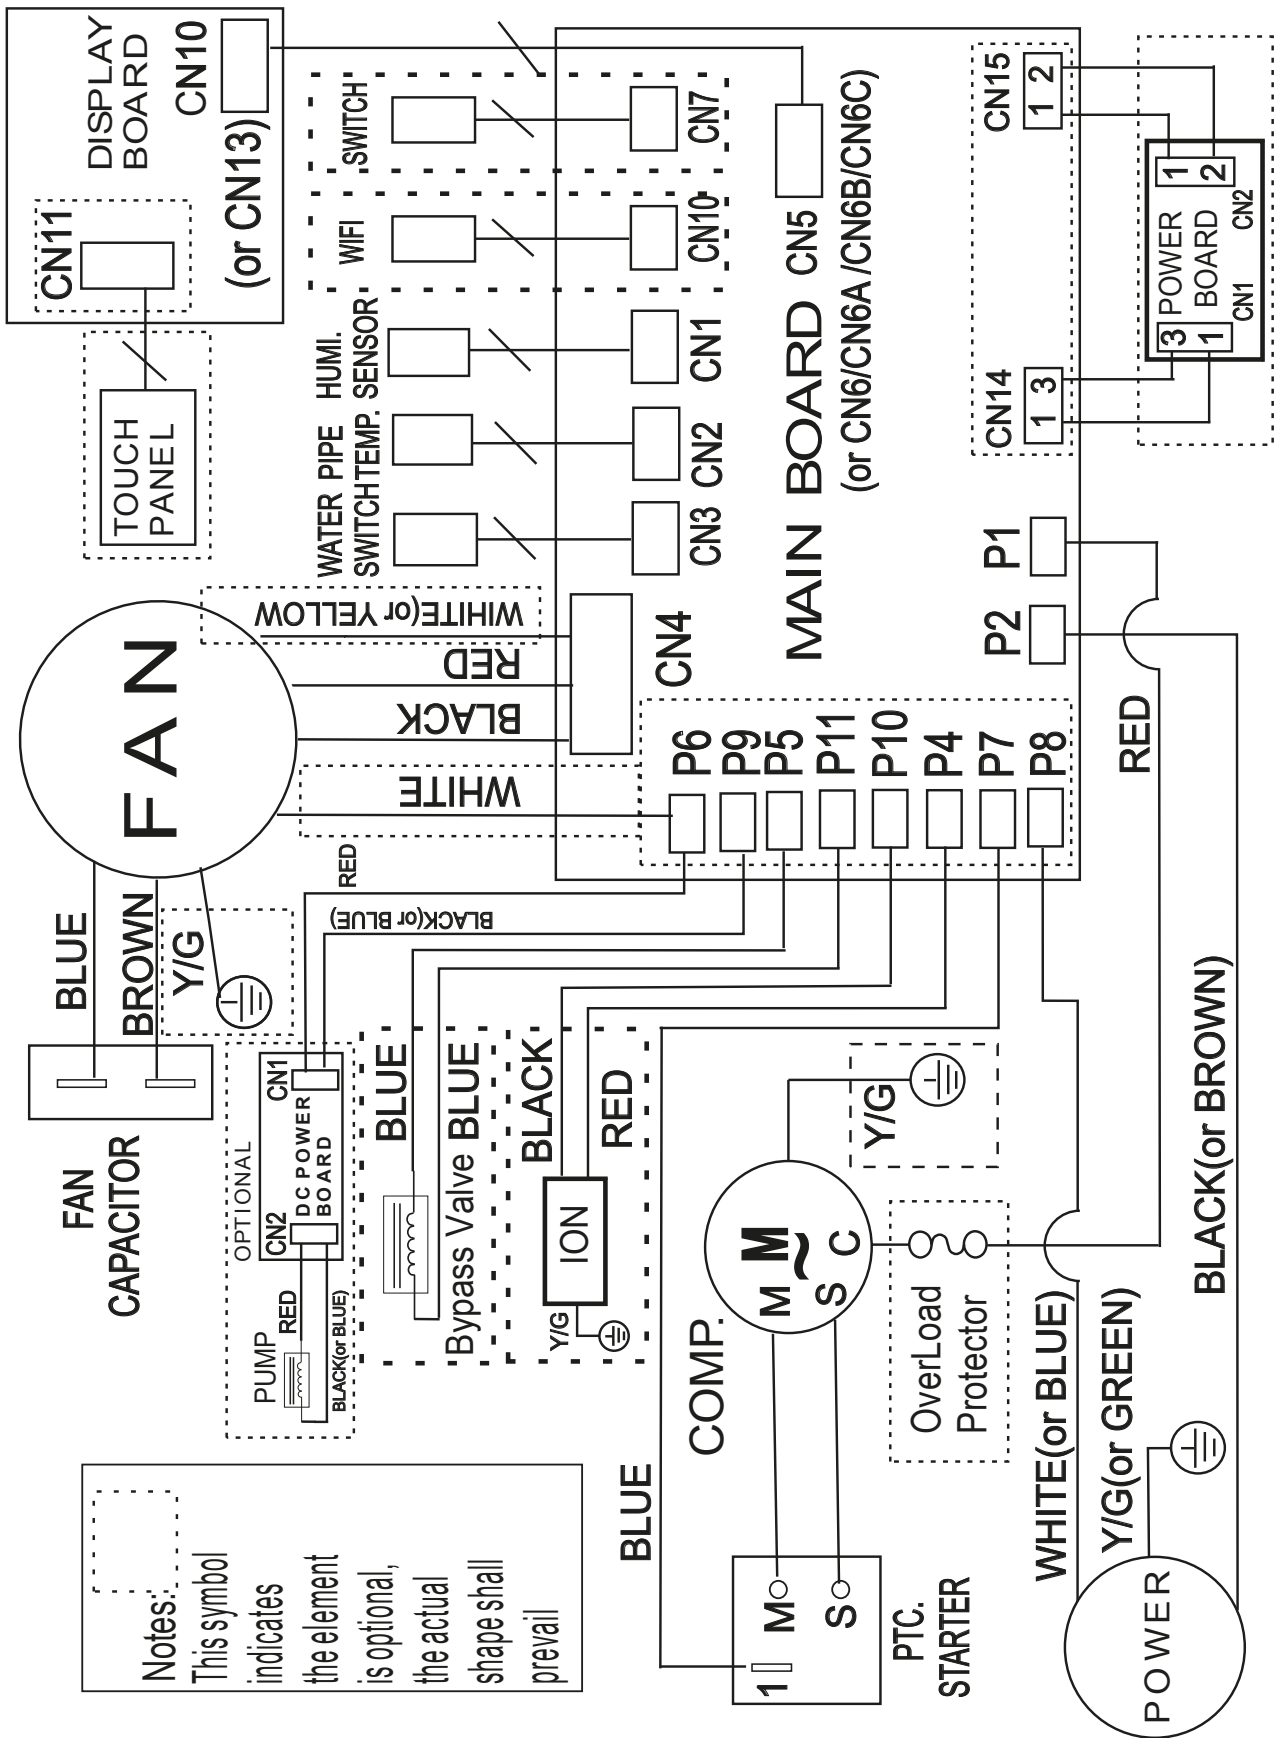 DISPLAY
BOARD
CN10
(or CN13)
CN11
TOUCH
PANEL
SWITCH
CN7
WIFI
CN10
HUMI.
SENSOR
CN1
PIPE
TEMP.
CN2
WATER
SWITCH
CN3
MAIN BOARD CN5
(or CN6/CN6A /CN6B/CN6C)
CN15
1 2
CN14
1 3
1
2
CN2
POWER
BOARD
3
1
CN1
P1
P2
FAN
WIHITE(or YELLOW
RED
BLACK
WHITE
CN4
P6
P9
P5
P11
P10
P4
P7
P8
RED
RED
BLACK(or BLUE)
BLUE
BROWN
Y/G
FAN
CAPACITOR
OPTIONAL
CN1
DC POWER
BOARD
CN2
PUMP
RED
BLACK(or BLUE)
BLUE
BLUE
Bypass Valve
BLACK
RED
ION
Y/G
Y/G
COMP.
M
M
~
S
C
OverLoad
Protector
BLACK(or BROWN)
WHITE(or BLUE)
Y/G(or GREEN)
BLUE
1
M
S
PTC.
STARTER
POWER
Notes:
This symbol
indicates
the element
is optional,
the actual
shape shall
prevail